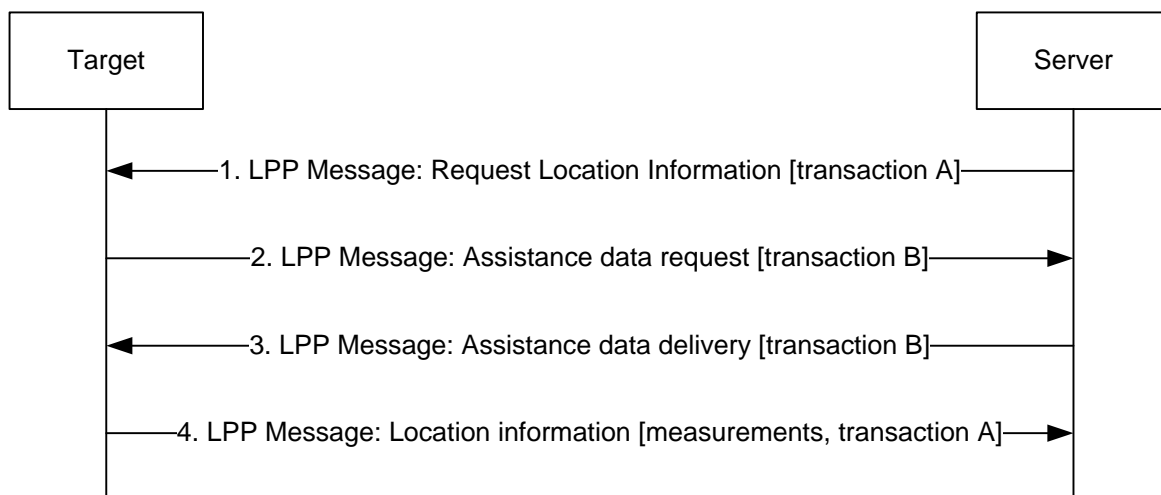 Target
Server
1. LPP Message: Request Location Information [transaction A]
2. LPP Message: Assistance data request [transaction B]
3. LPP Message: Assistance data delivery [transaction B]
4. LPP Message: Location information [measurements, transaction A]